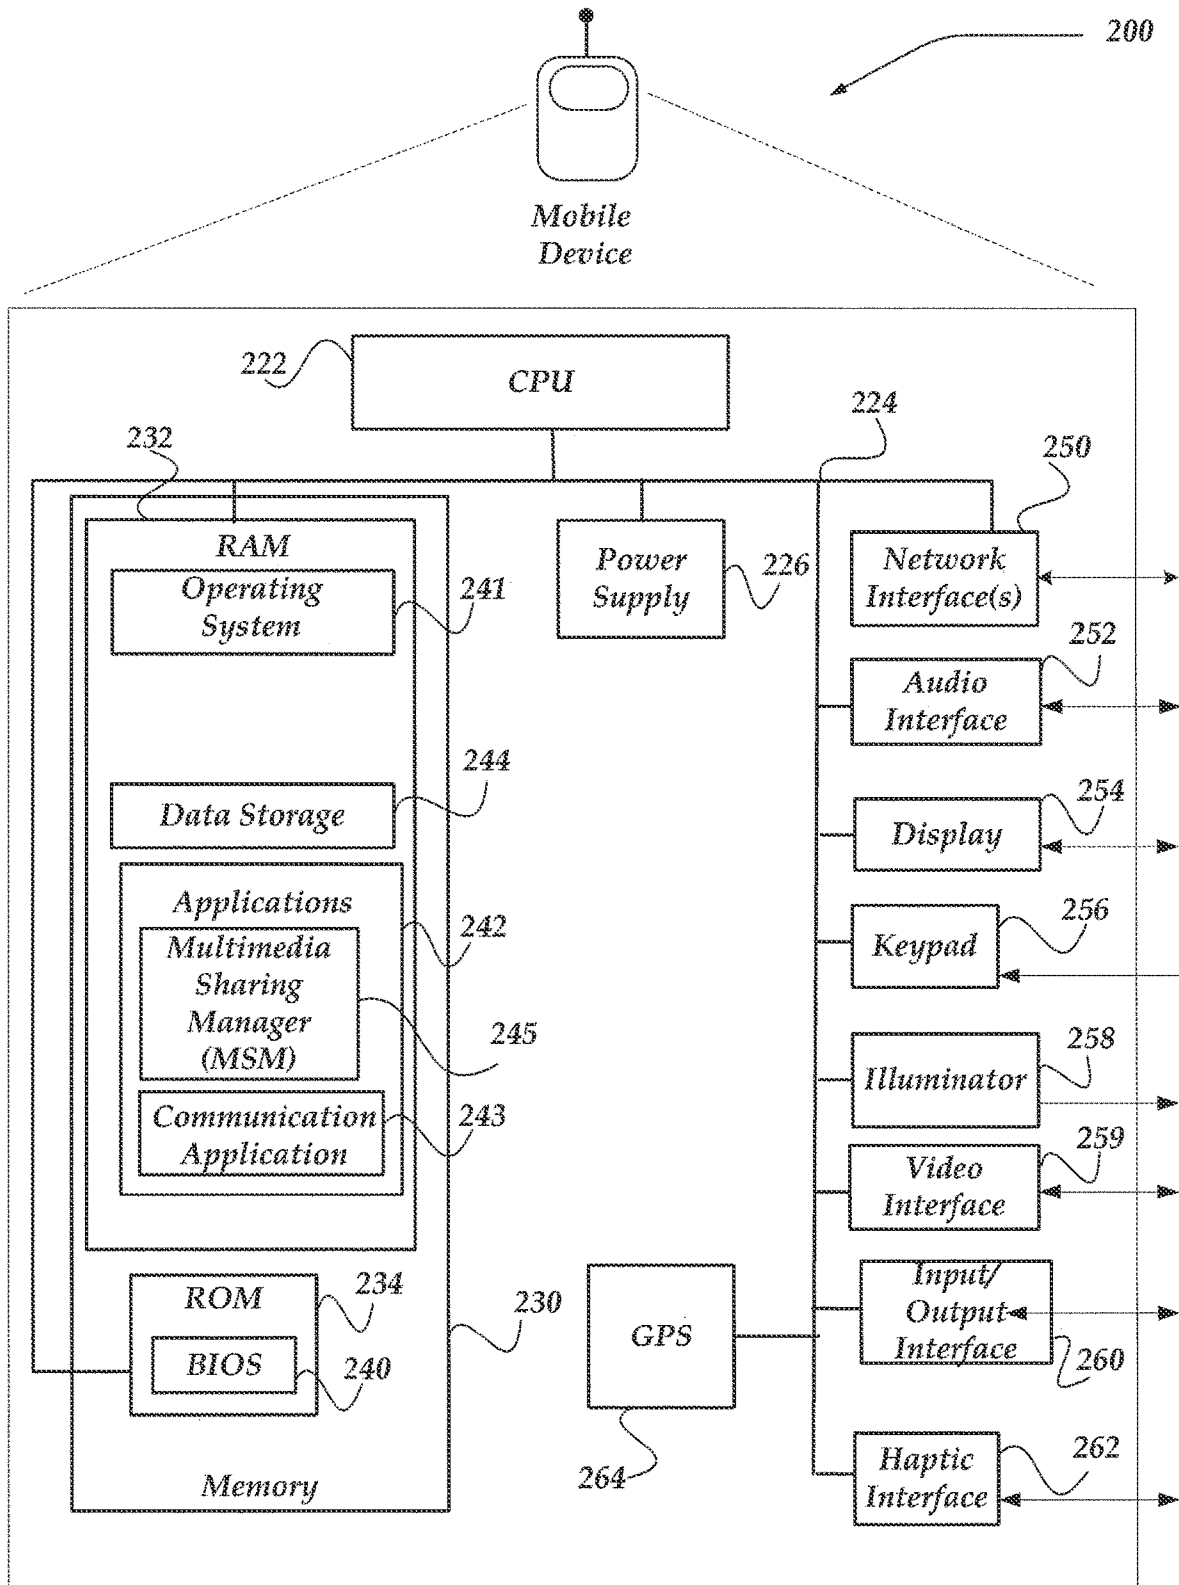 200
Mobile
Device
222
CPU
224
232
250
RAM
Operating
System
241
Power
Supply
226
Network
Interface(s)
252
Audio
Interface
244
Data Storage
254
Display
Applications
242
256
Keypad
Multimedia
Sharing
Manager
(MSM)
245
258
Illuminator
Communication
Application
243
259
Video
Interface
ROM
234
BIOS
240
230
GPS
264
Input/
Output
Interface
260
Memory
Haptic
Interface
262